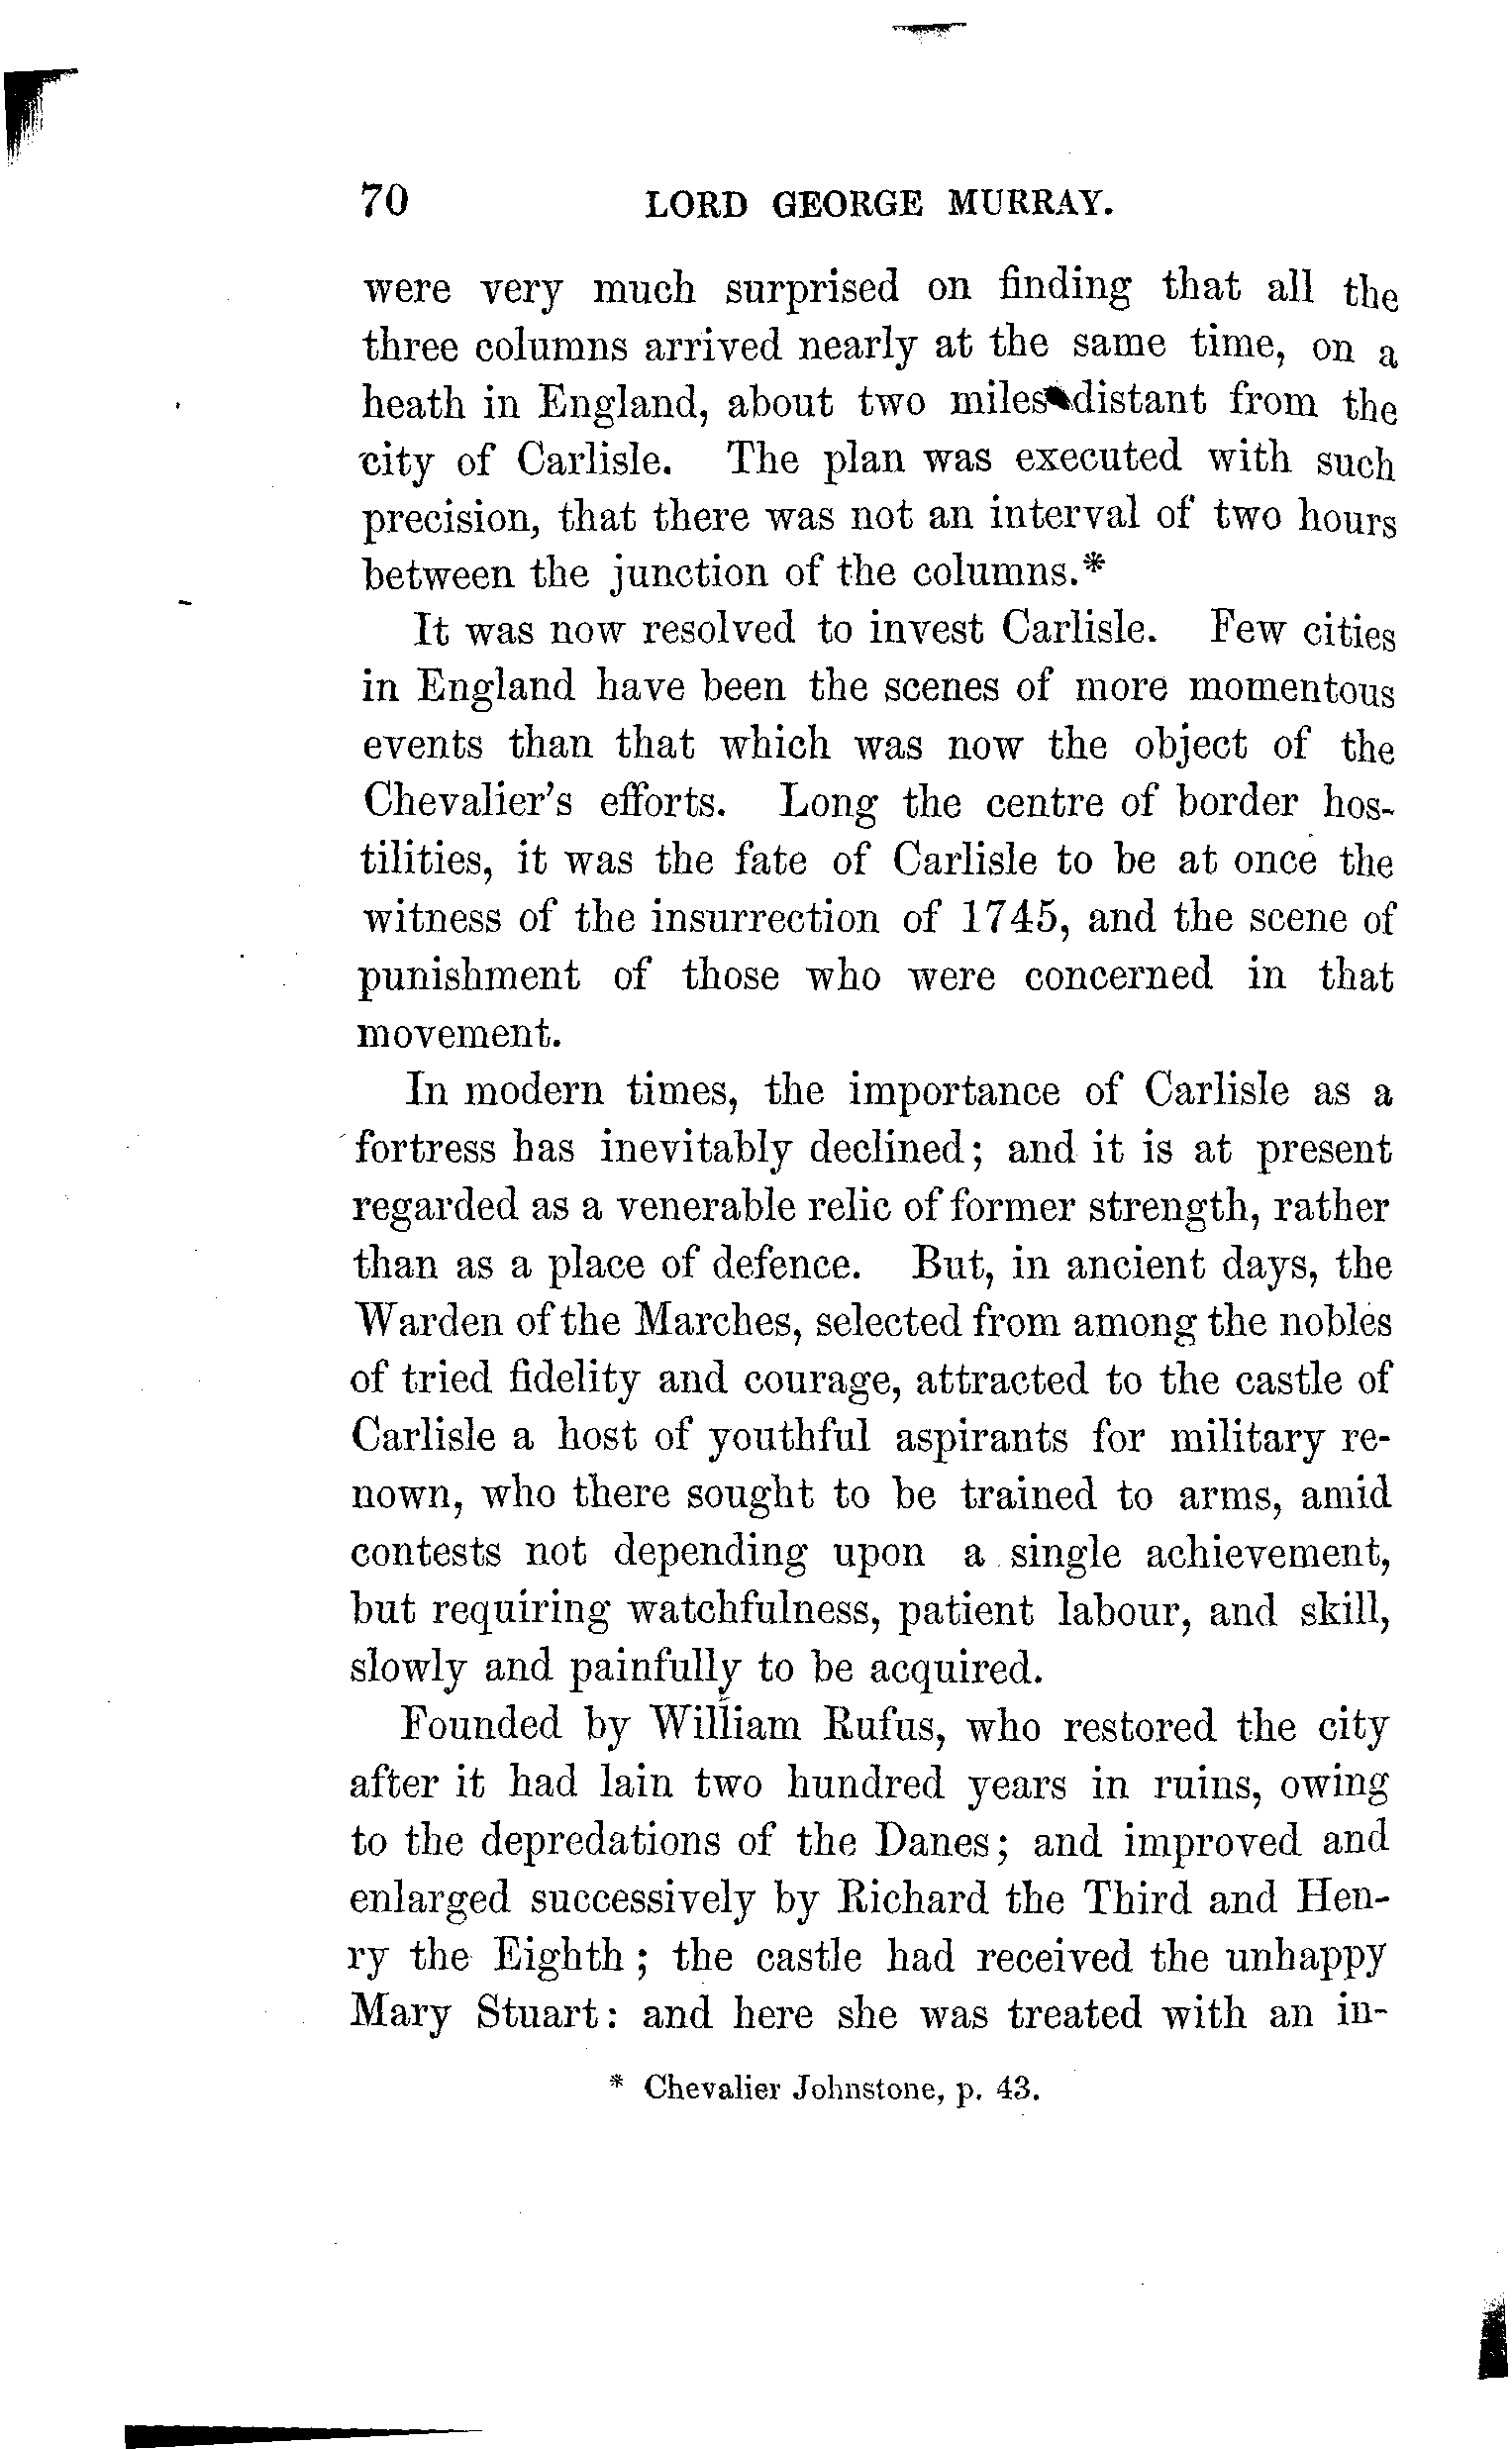 70 LORD GEORGE MURRAY.
were very much surprised on finding that all the
three columns arrived nearly at the same time, on a
heath in England, about two miles distant from the
city of Carlisle. The plan was executed with such
precision, that there was not an interval of two hours
between the junction of the columns.*
It was now resolved to invest Carlisle. Few cities
in England have been the scenes of more momentous
events than that which was now the object of the
Chevalier's efforts. Long the centre of border hos-
tilities, it was the fate of Carlisle to be at once the
witness of the insurrection of 1745, and the scene of
punishment of those who were concerned in that
movement.
In modern times, the importance of Carlisle as a
fortress has inevitably declined; and it is at present
regarded as a venerable relic of former strength, rather
than as a place of defence. But, in ancient days, the
Warden of the Marches, selected from among the nobles
of tried fidelity and courage, attracted to the castle of
Carlisle a host of youthful aspirants for military re-
nown, who there sought to be trained to arms, amid
contests not depending upon a single achievement,
but requiring watchfulness, patient labour, and skill,
slowly and painfully to be acquired.
Founded by William Rufus, who restored the city
after it had lain two hundred years in ruins, owing
to the depredations of the Danes; and improved and
enlarged successively by Richard the Third and Hen-
ry the Eighth; the castle had received the unhappy
Mary Stuart: and here she was treated with an in-
* Chevalier Johnstone, p. 43.